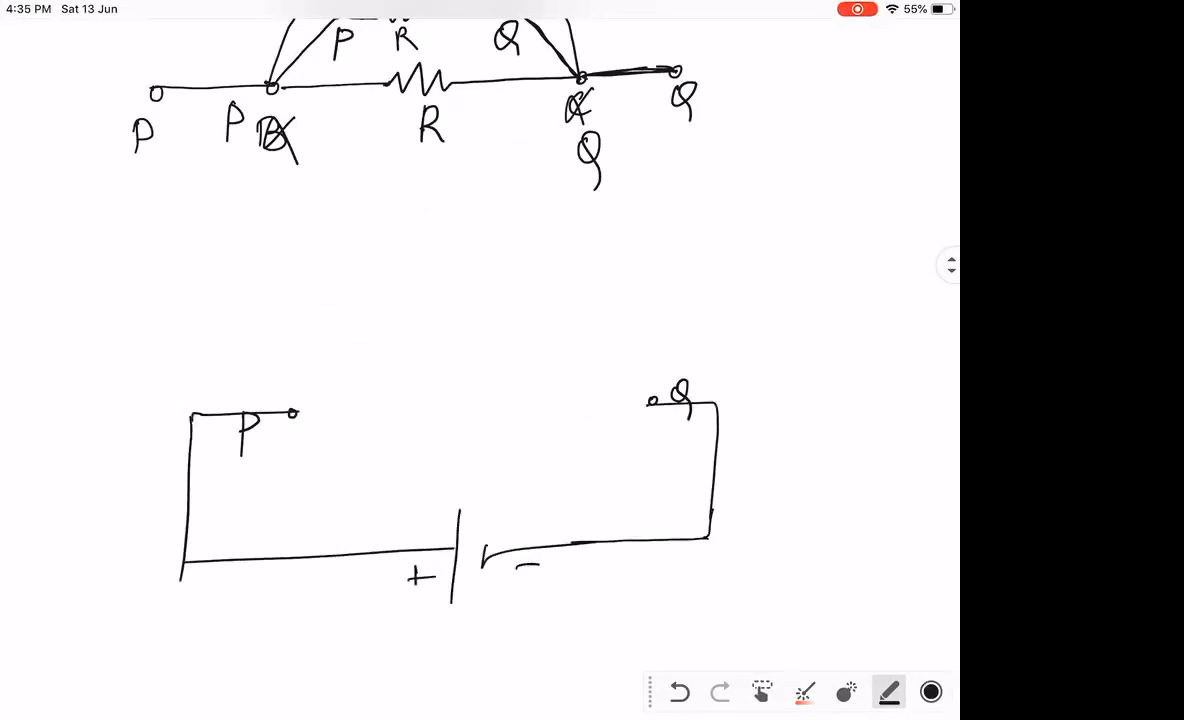 4:35 PM Sat 13 Jun 55%
P R Q
P P B R Q Q
Q
P Q
+ −